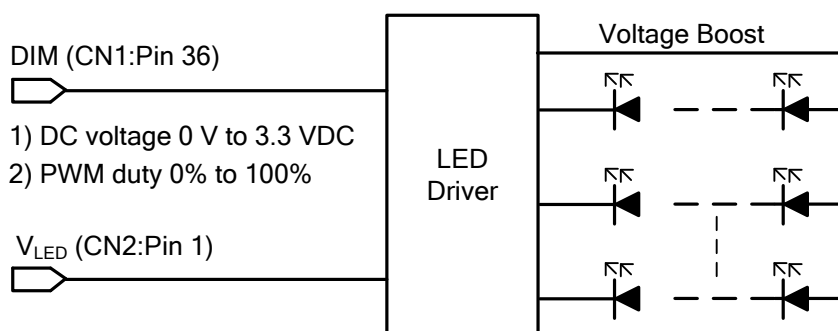 DIM (CN1:Pin 36)
1) DC voltage 0 V to 3.3 VDC
2) PWM duty 0% to 100%
VLED (CN2:Pin 1)
LED
Driver
Voltage Boost